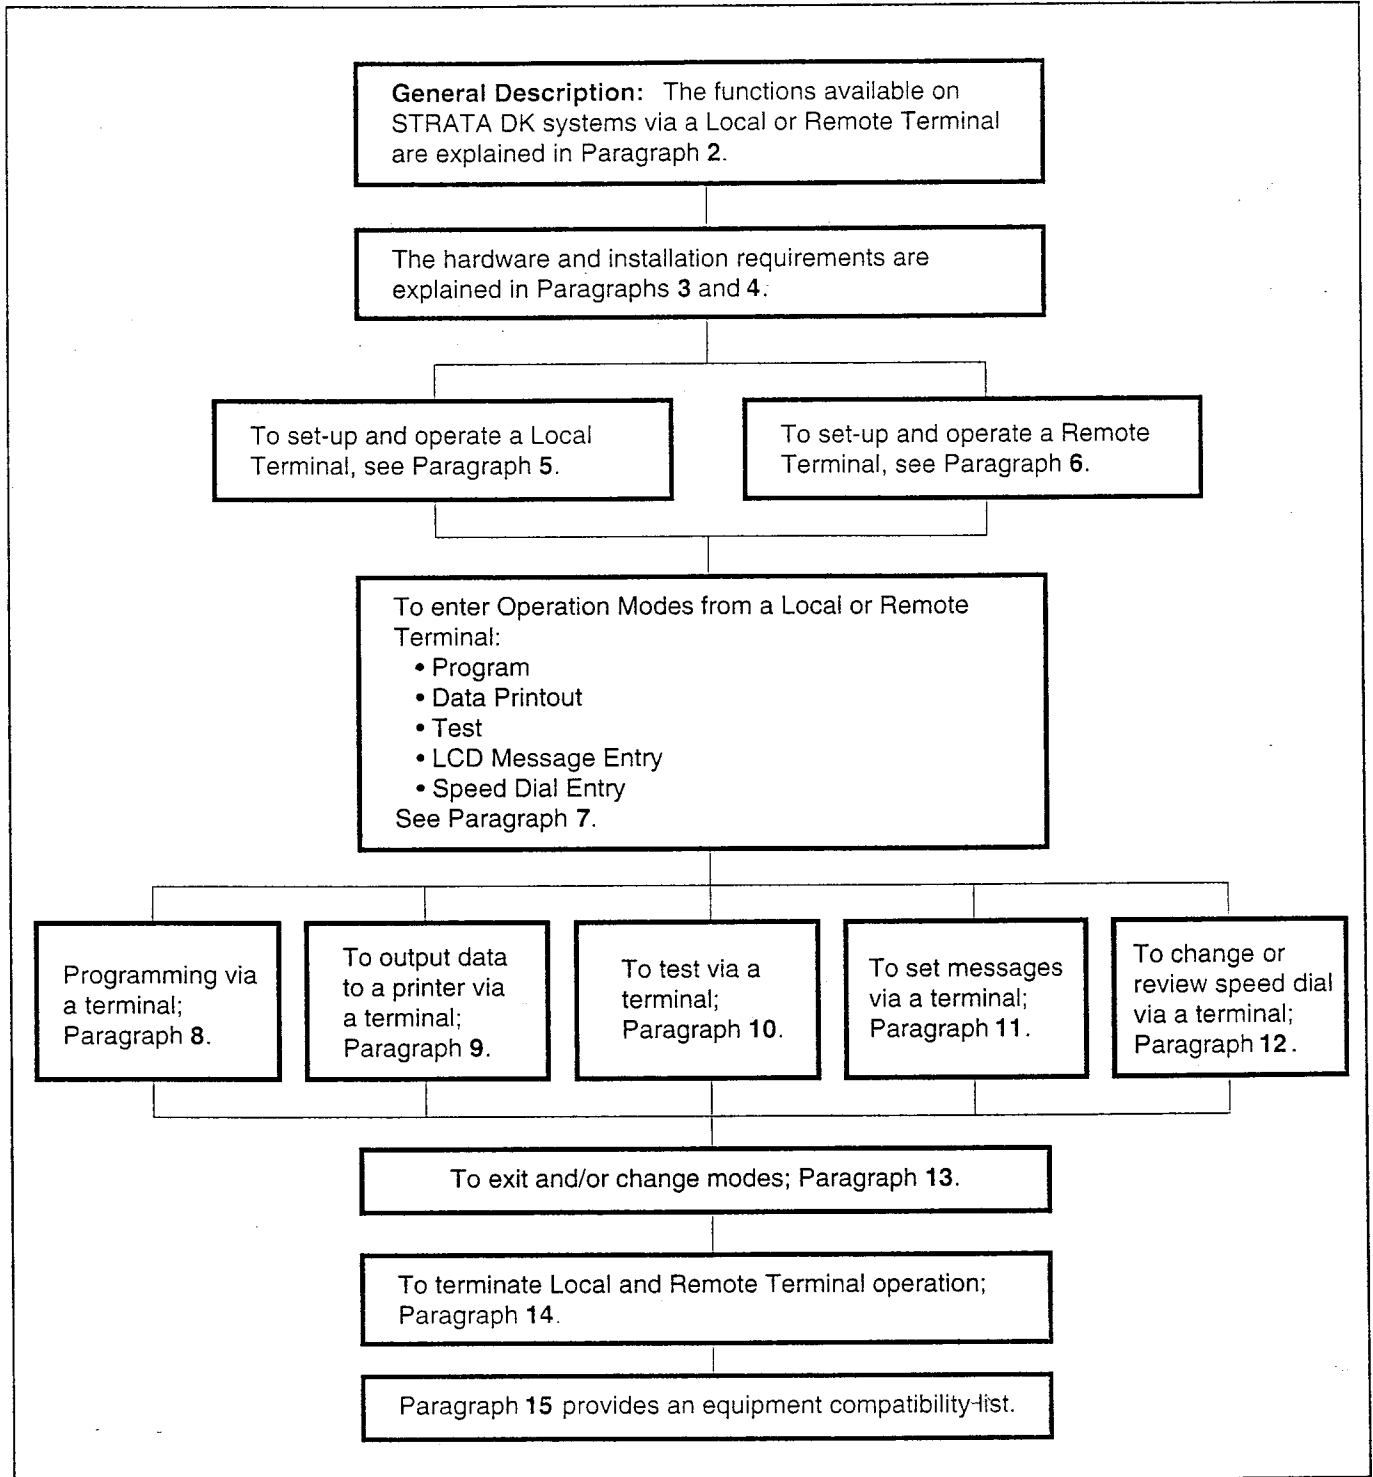 General Description: The functions available on
STRATA DK systems via a Local or Remote Terminal
are explained in Paragraph 2.
The hardware and installation requirements are
explained in Paragraphs 3 and 4.
To set-up and operate a Local
Terminal, see Paragraph 5.
To set-up and operate a Remote
Terminal, see Paragraph 6.
To enter Operation Modes from a Local or Remote
Terminal:
• Program
• Data Printout
• Test
• LCD Message Entry
• Speed Dial Entry
See Paragraph 7.
Programming via
a terminal;
Paragraph 8.
To output data
to a printer via
a terminal;
Paragraph 9.
To test via a
terminal;
Paragraph 10.
To set messages
via a terminal;
Paragraph 11.
To change or
review speed dial
via a terminal;
Paragraph 12.
To exit and/or change modes; Paragraph 13.
To terminate Local and Remote Terminal operation;
Paragraph 14.
Paragraph 15 provides an equipment compatibility list.